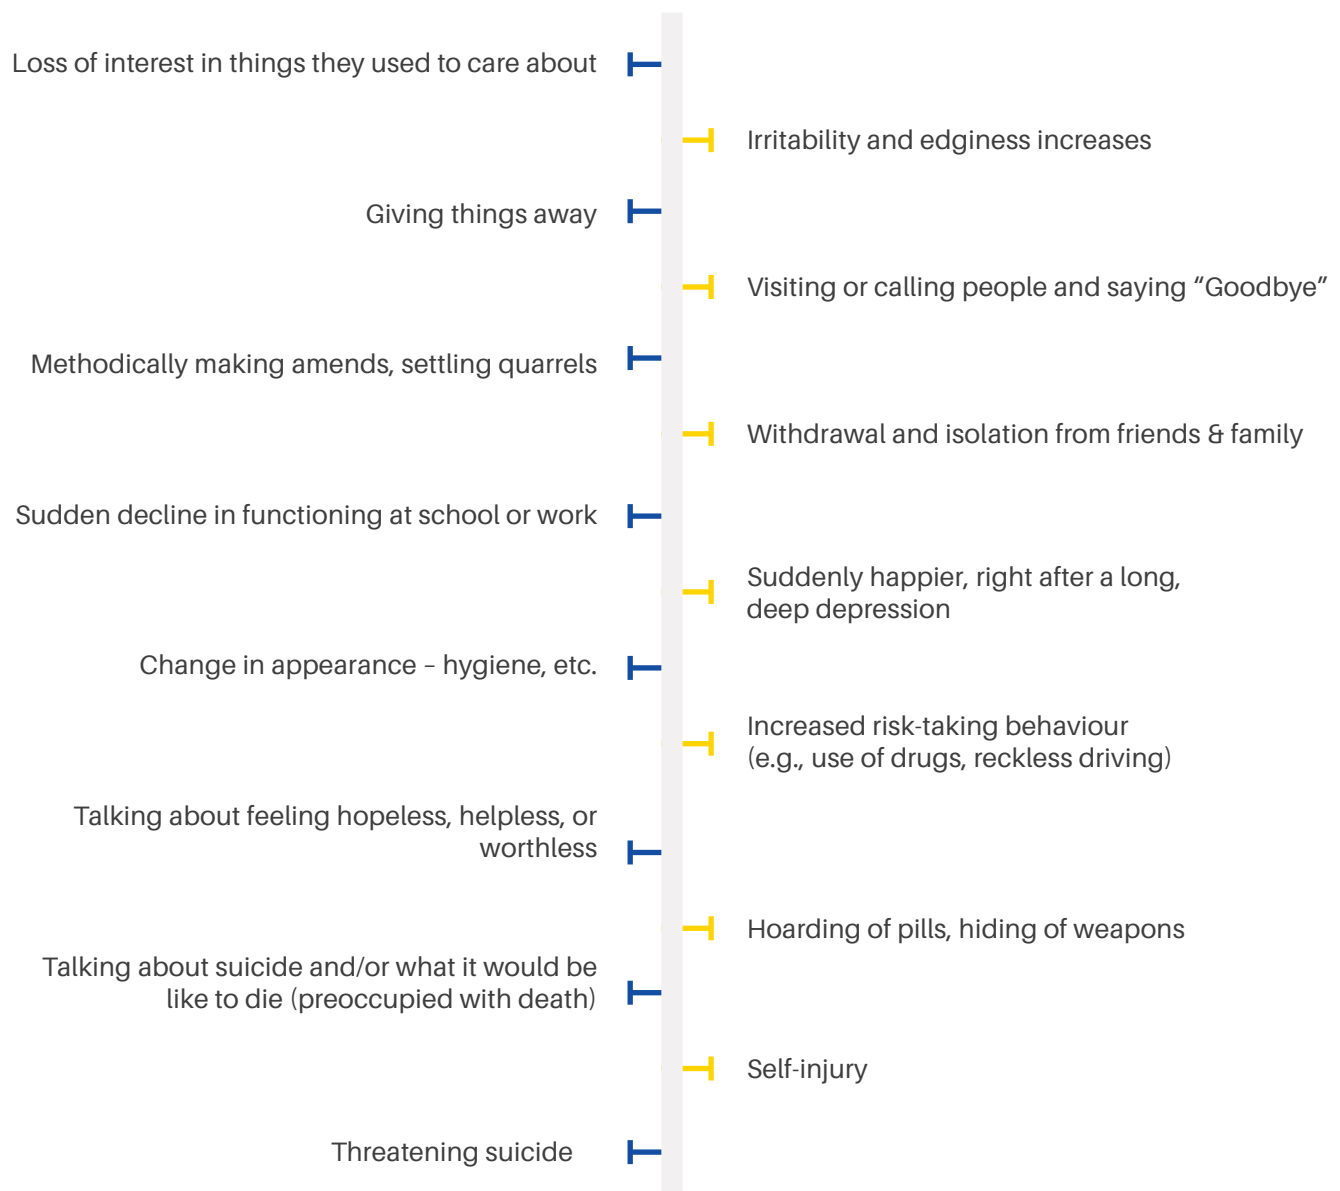 Loss of interest in things they used to care about
Irritability and edginess increases
Giving things away
Visiting or calling people and saying “Goodbye”
Methodically making amends, settling quarrels
Withdrawal and isolation from friends & family
Sudden decline in functioning at school or work
Suddenly happier, right after a long,
deep depression
Change in appearance – hygiene, etc.
Increased risk-taking behaviour
(e.g., use of drugs, reckless driving)
Talking about feeling hopeless, helpless, or
worthless
Hoarding of pills, hiding of weapons
Talking about suicide and/or what it would be
like to die (preoccupied with death)
Self-injury
Threatening suicide